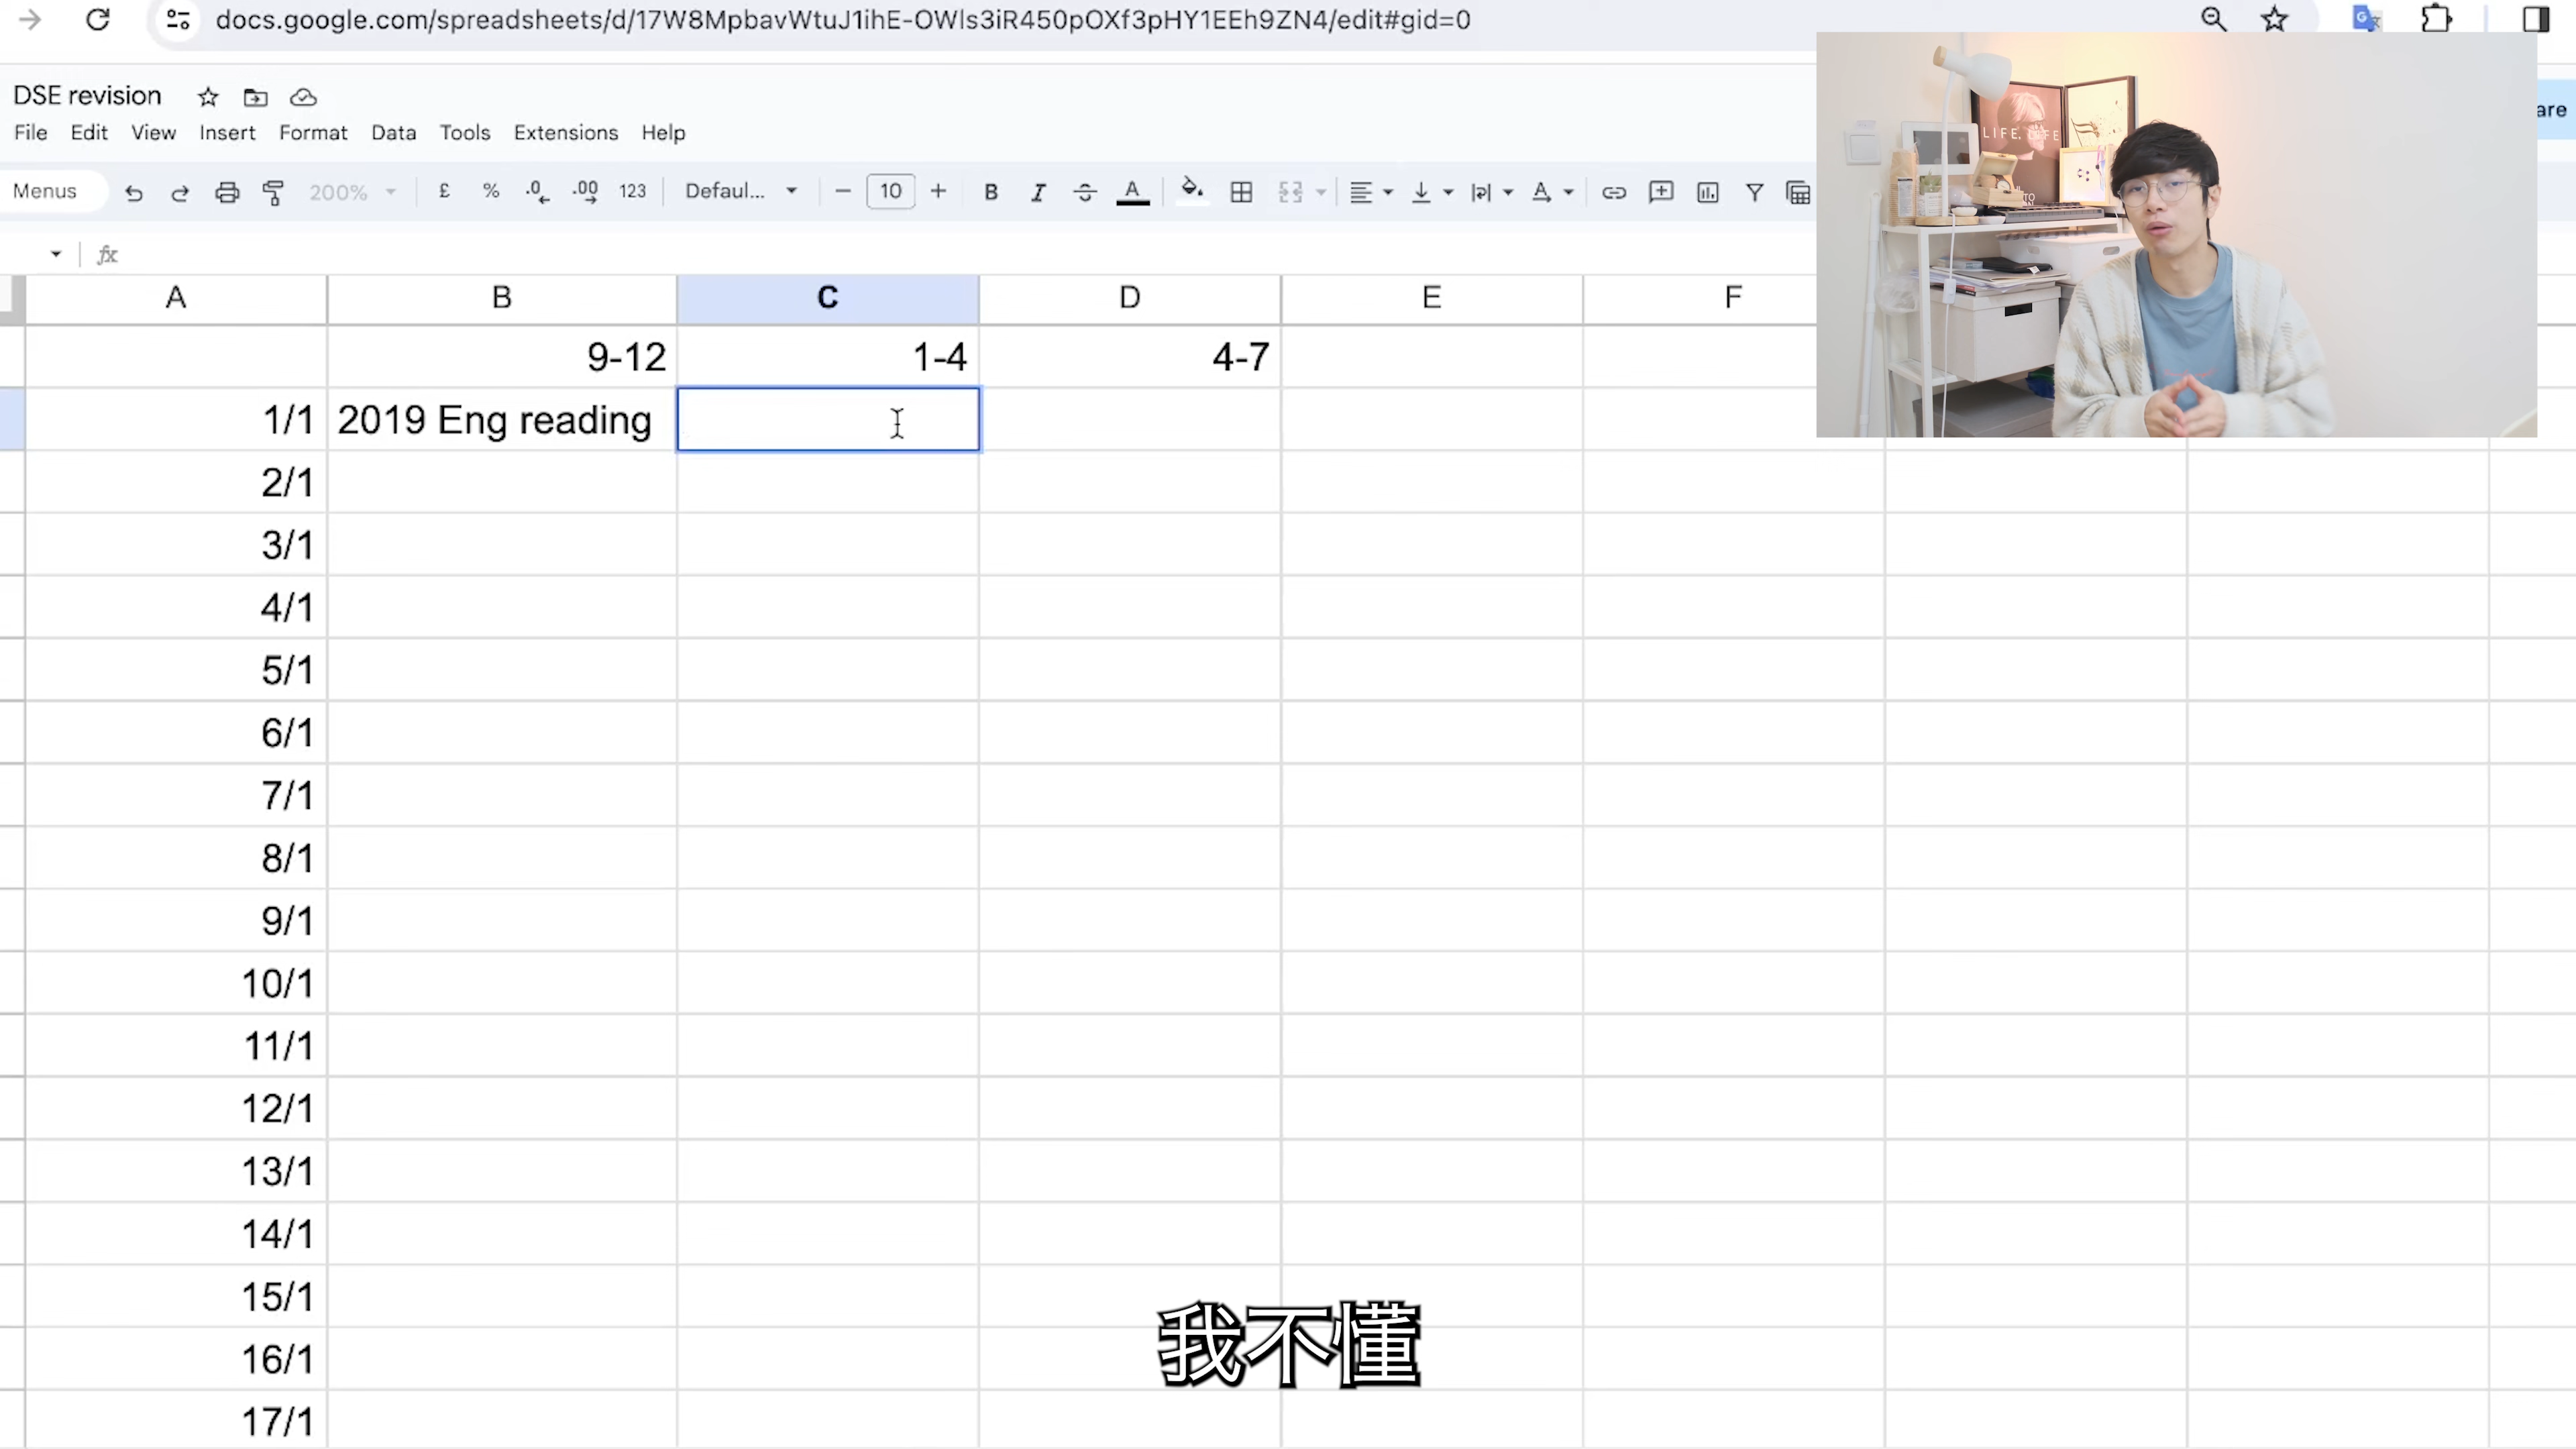 docs.google.com/spreadsheets/d/17W8MpbavWtuJ1ihE-OWls3iR450pOXf3pHY1EEh9ZN4/edit#gid=0
DSE revision
are
File Edit View Insert Format Data Tools Extensions Help
Menus 200% £ % .0 .00 123 Defaul... 10 B I A A
fx
A B C D E F
9-12 1-4 4-7
1/1 2019 Eng reading
2/1
3/1
4/1
5/1
6/1
7/1
8/1
9/1
10/1
11/1
12/1
13/1
14/1
15/1
16/1
17/1
LIFE.
我不懂